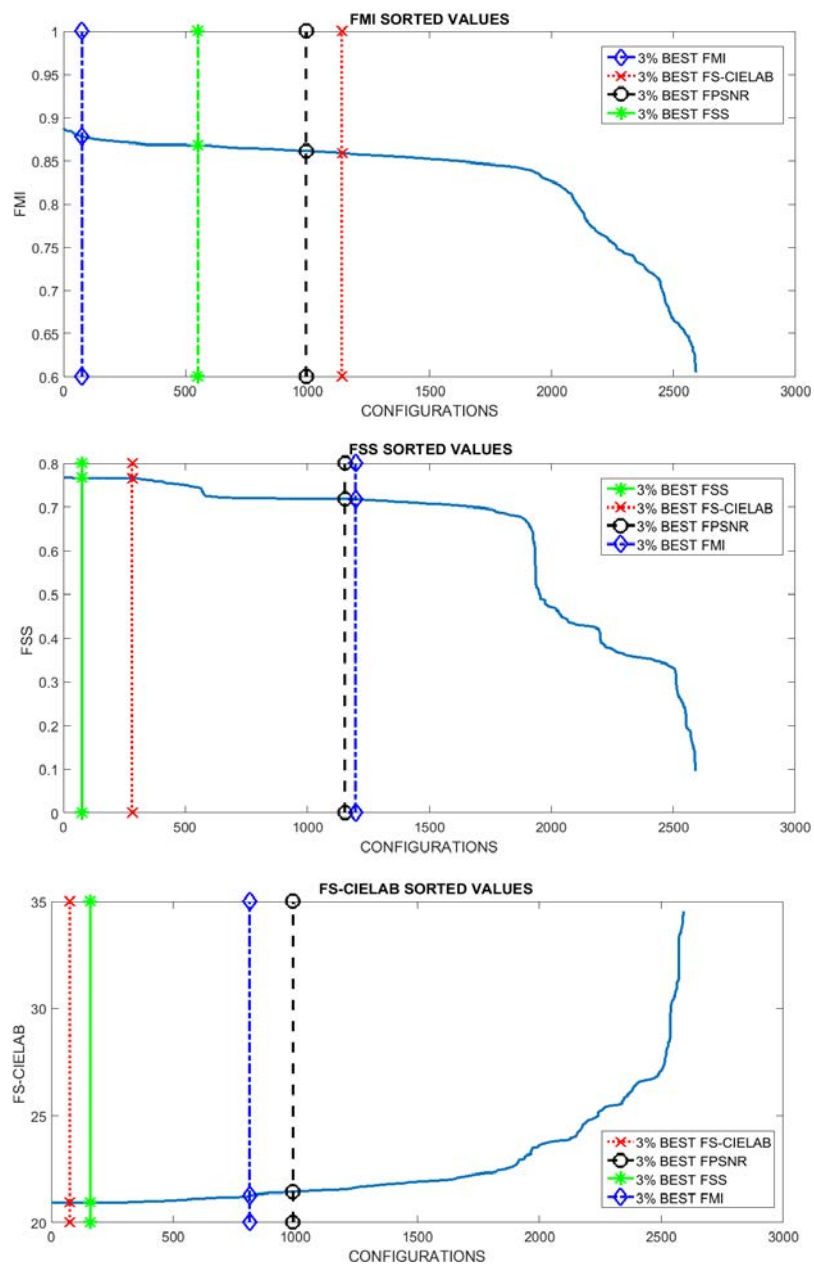 FMI SORTED VALUES
1
0.95
0.9
0.85
0.8
0.75
0.7
0.65
0.6
FMI
3% BEST FMI
3% BEST FS-CIELAB
3% BEST FPSNR
3% BEST FSS
0 500 1000 1500 2000 2500 3000
CONFIGURATIONS
FSS SORTED VALUES
0.8
0.7
0.6
0.5
0.4
0.3
0.2
0.1
0
FSS
3% BEST FSS
3% BEST FS-CIELAB
3% BEST FPSNR
3% BEST FMI
0 500 1000 1500 2000 2500 3000
CONFIGURATIONS
FS-CIELAB SORTED VALUES
35
30
25
20
FS-CIELAB
3% BEST FS-CIELAB
3% BEST FPSNR
3% BEST FSS
3% BEST FMI
0 500 1000 1500 2000 2500 3000
CONFIGURATIONS